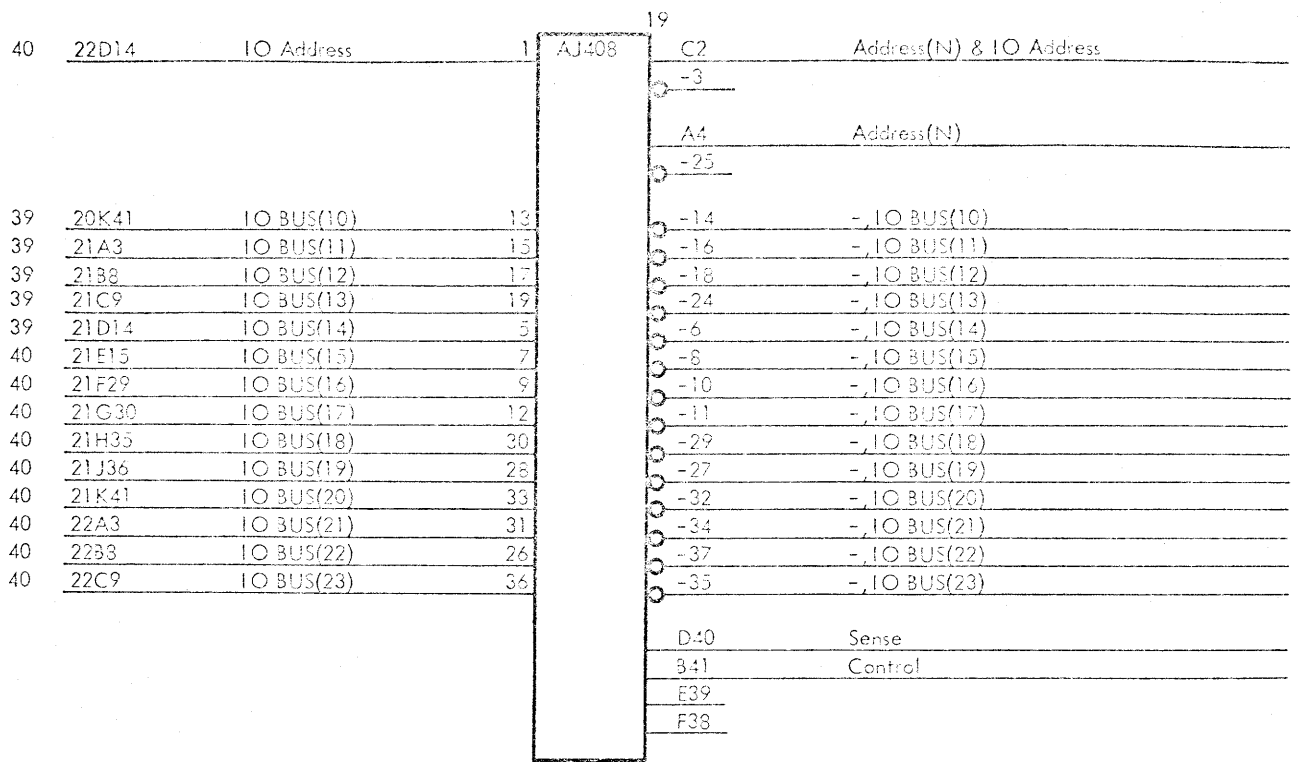 19
40 22D14 IO Address 1 AJ408 C2 Address(N) & IO Address
-3
A4 Address(N)
-25
39 20K41 IO BUS(10) 13 -14 ¬,IO BUS(10)
39 21A3 IO BUS(11) 15 -16 ¬,IO BUS(11)
39 21B8 IO BUS(12) 17 -18 ¬,IO BUS(12)
39 21C9 IO BUS(13) 19 -24 ¬,IO BUS(13)
39 21D14 IO BUS(14) 5 -6 ¬,IO BUS(14)
40 21E15 IO BUS(15) 7 -8 ¬,IO BUS(15)
40 21F29 IO BUS(16) 9 -10 ¬,IO BUS(16)
40 21G30 IO BUS(17) 12 -11 ¬,IO BUS(17)
40 21H35 IO BUS(18) 30 -29 ¬,IO BUS(18)
40 21J36 IO BUS(19) 28 -27 ¬,IO BUS(19)
40 21K41 IO BUS(20) 33 -32 ¬,IO BUS(20)
40 22A3 IO BUS(21) 31 -34 ¬,IO BUS(21)
40 22B8 IO BUS(22) 26 -37 ¬,IO BUS(22)
40 22C9 IO BUS(23) 36 -35 ¬,IO BUS(23)
D40 Sense
B41 Control
E39
F38